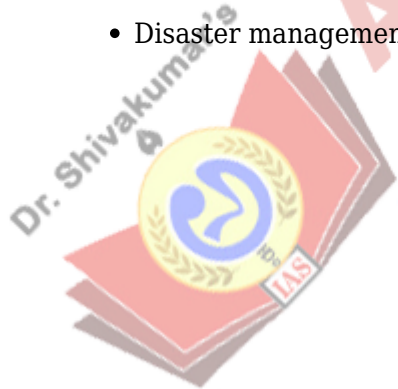 • Disaster managemen
Dr. Shivakumar's
IAS